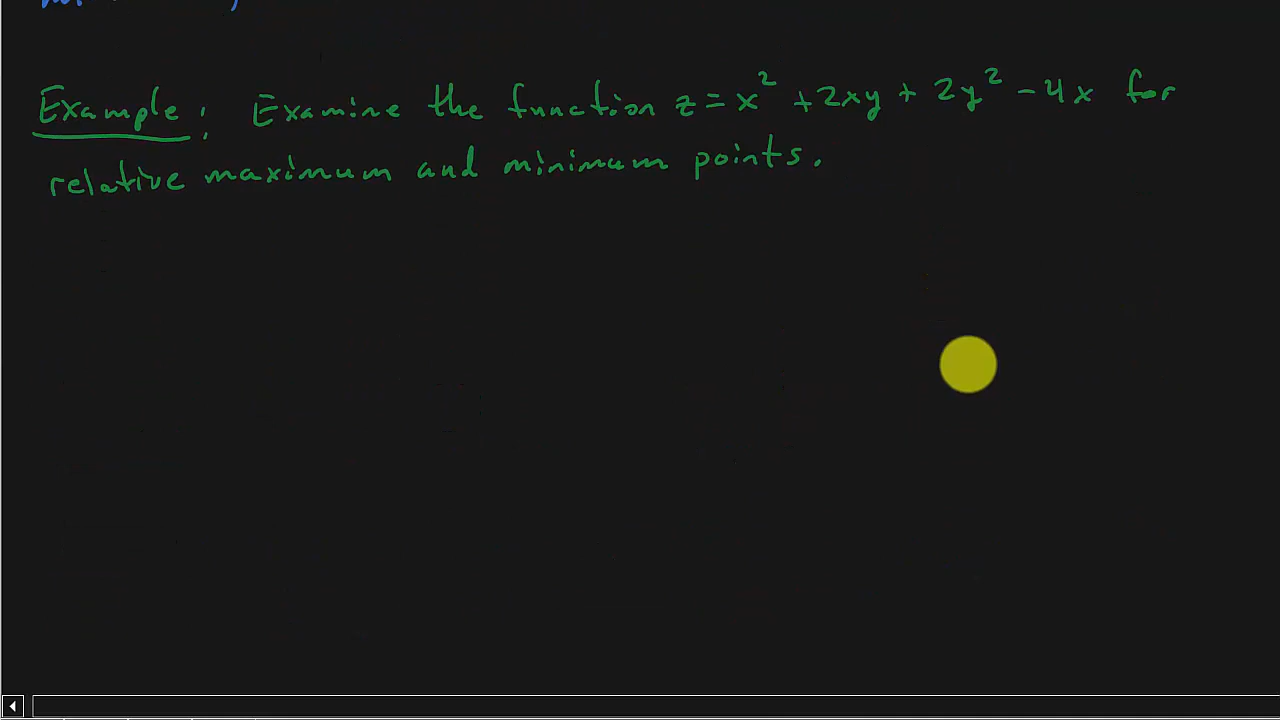 Example: Examine the function z = x² + 2xy + 2y² - 4x for
relative maximum and minimum points.